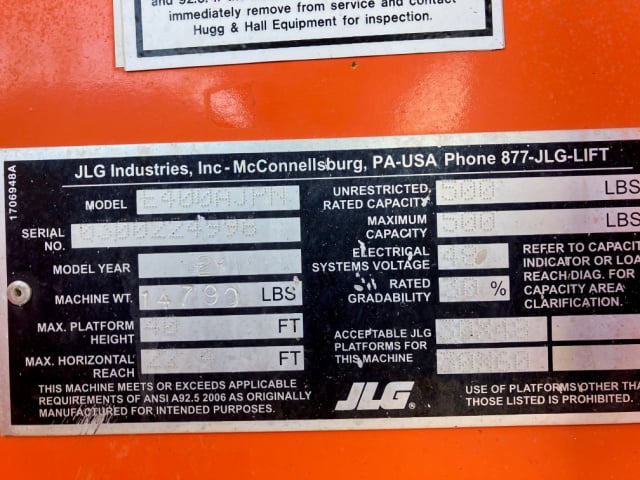 immediately remove from service and contact
Hugg & Hall Equipment for inspection.
1706948A
JLG Industries, Inc - McConnellsburg, PA-USA Phone 877-JLG-LIFT
MODEL E400AJPN
SERIAL NO. 0300224998
MODEL YEAR
MACHINE WT. 14790 LBS
MAX. PLATFORM HEIGHT 40 FT
MAX. HORIZONTAL REACH FT
THIS MACHINE MEETS OR EXCEEDS APPLICABLE
REQUIREMENTS OF ANSI A92.5 2006 AS ORIGINALLY
MANUFACTURED FOR INTENDED PURPOSES.
UNRESTRICTED RATED CAPACITY 500 LBS
MAXIMUM CAPACITY 500 LBS
ELECTRICAL SYSTEMS VOLTAGE 48
RATED GRADABILITY %
ACCEPTABLE JLG
PLATFORMS FOR
THIS MACHINE
REFER TO
INDICATOR OR
REACH/DIAG. FOR
CAPACITY AREA
CLARIFICATION.
JLG
USE OF PLATFORMS OTHER
THOSE LISTED IS PROHIBITED.